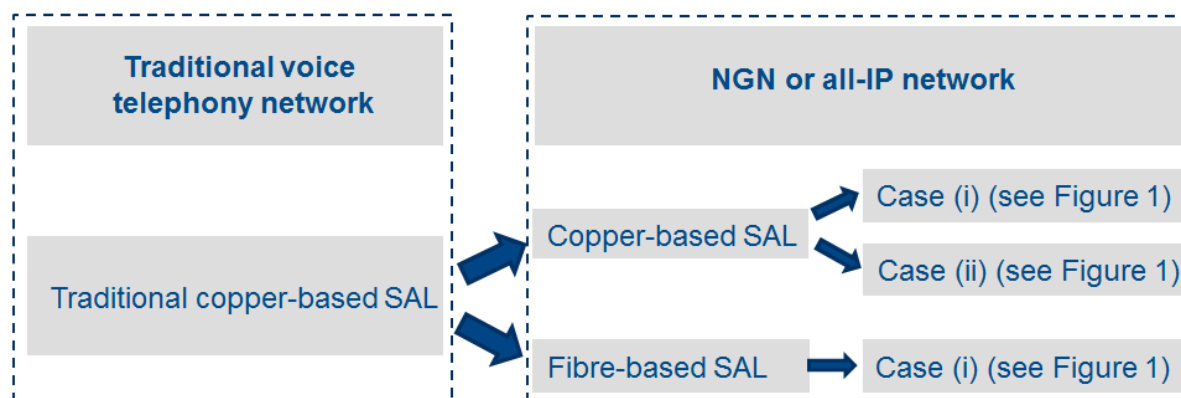 Traditional voice
telephony network
NGN or all-IP network
Traditional copper-based SAL
Copper-based SAL
Case (i) (see Figure 1)
Case (ii) (see Figure 1)
Fibre-based SAL
Case (i) (see Figure 1)